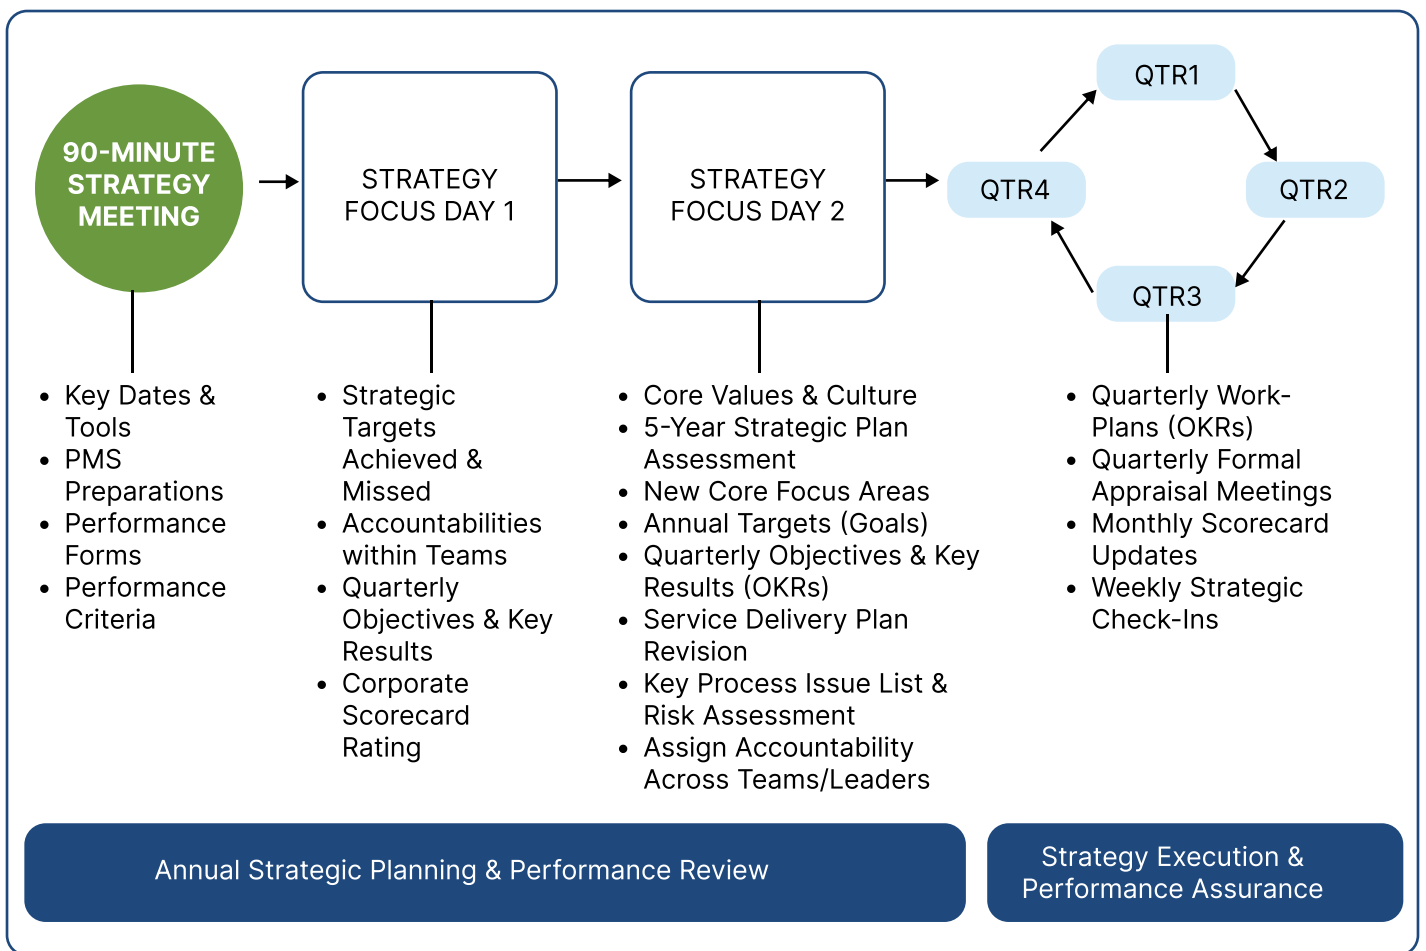 90-MINUTE
STRATEGY
MEETING
STRATEGY
FOCUS DAY 1
STRATEGY
FOCUS DAY 2
QTR1
QTR2
QTR3
QTR4
• Key Dates &
Tools
• PMS
Preparations
• Performance
Forms
• Performance
Criteria
• Strategic
Targets
Achieved &
Missed
• Accountabilities
within Teams
• Quarterly
Objectives & Key
Results
• Corporate
Scorecard
Rating
• Core Values & Culture
• 5-Year Strategic Plan
Assessment
• New Core Focus Areas
• Annual Targets (Goals)
• Quarterly Objectives & Key
Results (OKRs)
• Service Delivery Plan
Revision
• Key Process Issue List &
Risk Assessment
• Assign Accountability
Across Teams/Leaders
• Quarterly Work-
Plans (OKRs)
• Quarterly Formal
Appraisal Meetings
• Monthly Scorecard
Updates
• Weekly Strategic
Check-Ins
Annual Strategic Planning & Performance Review
Strategy Execution &
Performance Assurance